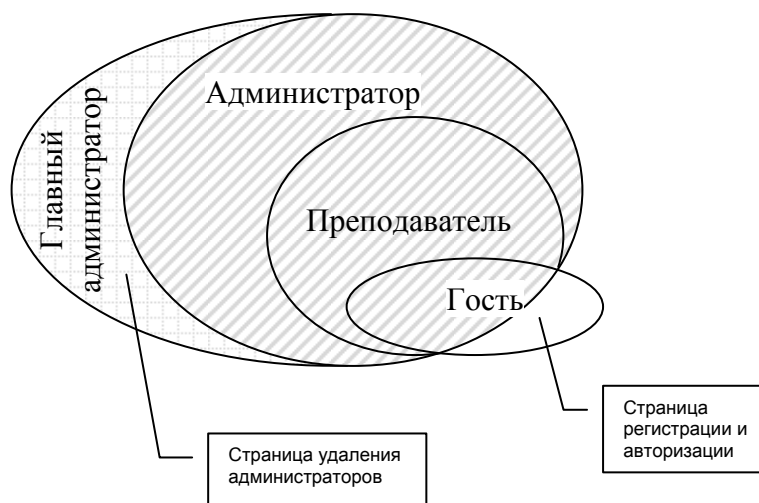 Администратор
Главный
администратор
Преподаватель
Гость
Страница
регистрации и
авторизации
Страница удаления
администраторов